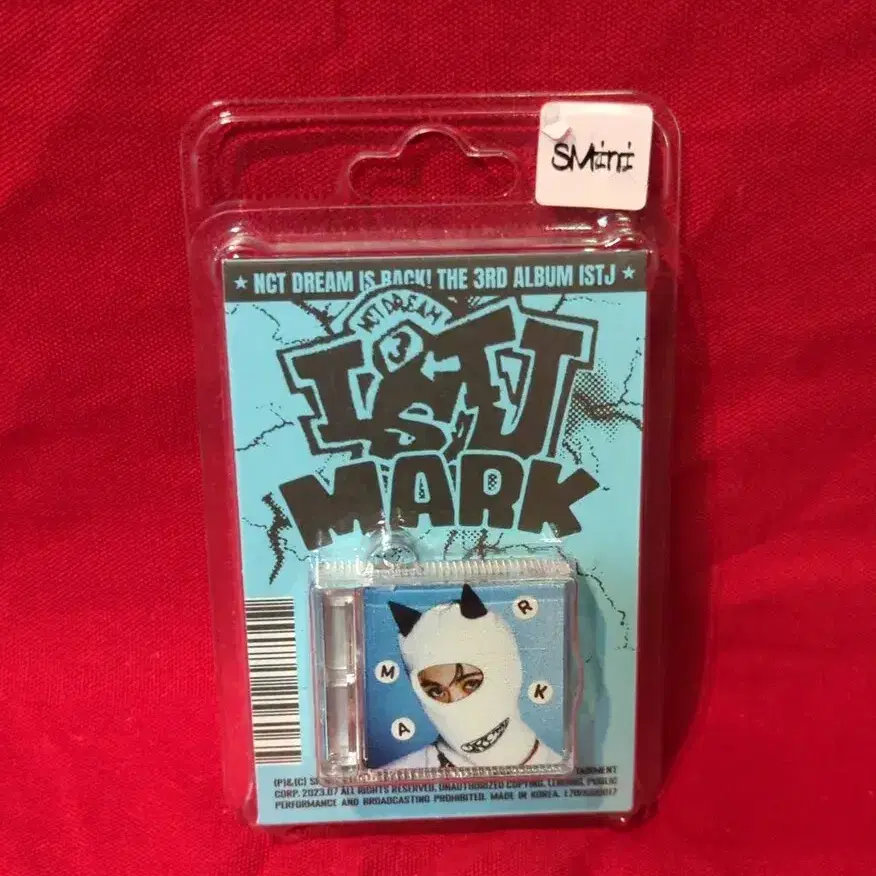 SMini
★ NCT DREAM IS BACK! THE 3RD ALBUM ISTJ ★
NCT DREAM
3
ISTJ
MARK
R
M
K
A
(P)&(C) 
CORP. 2023.07 ALL RIGHTS RESERVED. UNAUTHORIZED COPYING, LENDING, PUBLIC
PERFORMANCE AND BROADCASTING PROHIBITED. MADE IN KOREA.